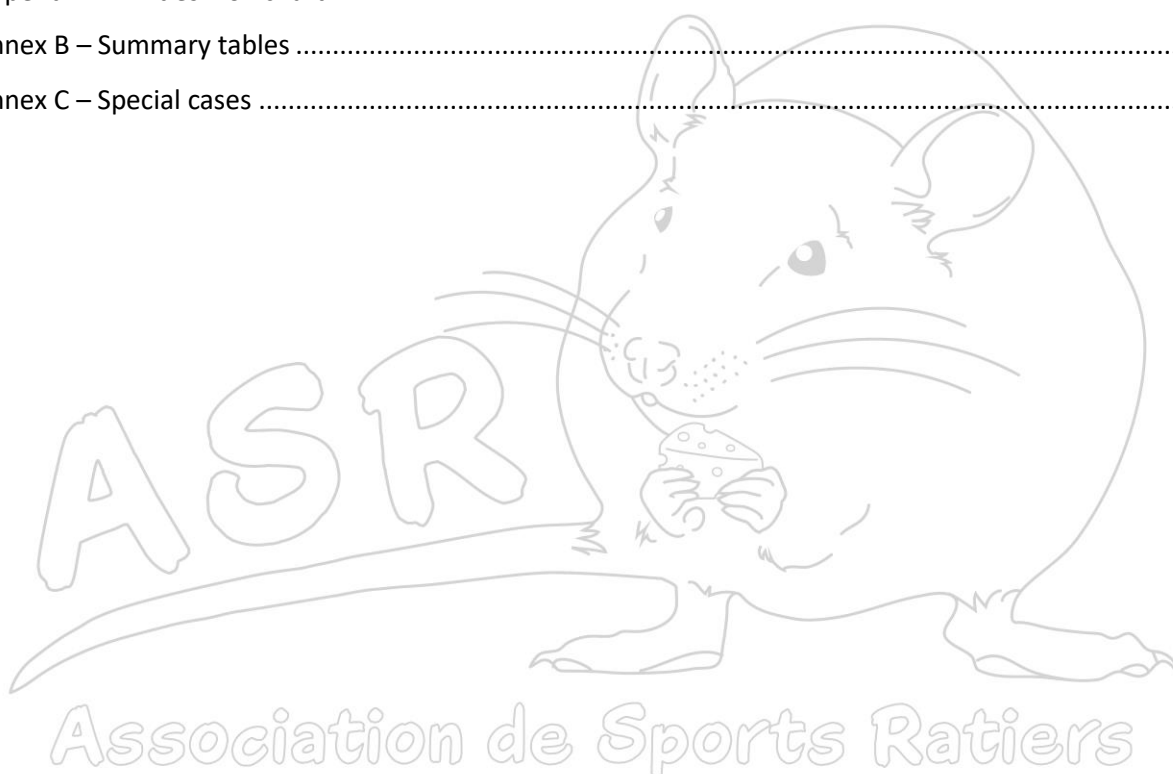 nnex B – Summary tables
nnex C – Special cases
ASR
Association de Sports Ratiers